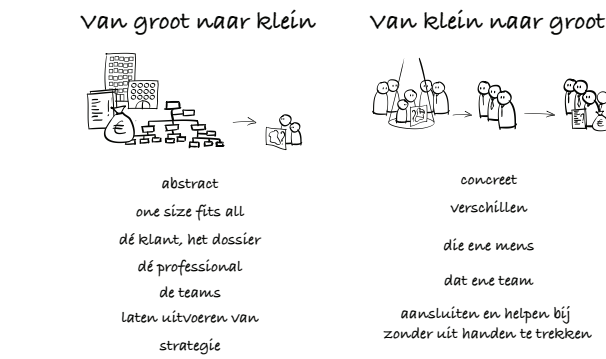 Van groot naar klein
Van klein naar groot
€
€
abstract
one size fits all
dé klant, het dossier
dé professional
de teams
laten uitvoeren van
strategie
concreet
verschillen
die ene mens
dat ene team
aansluiten en helpen bij
zonder uit handen te trekken